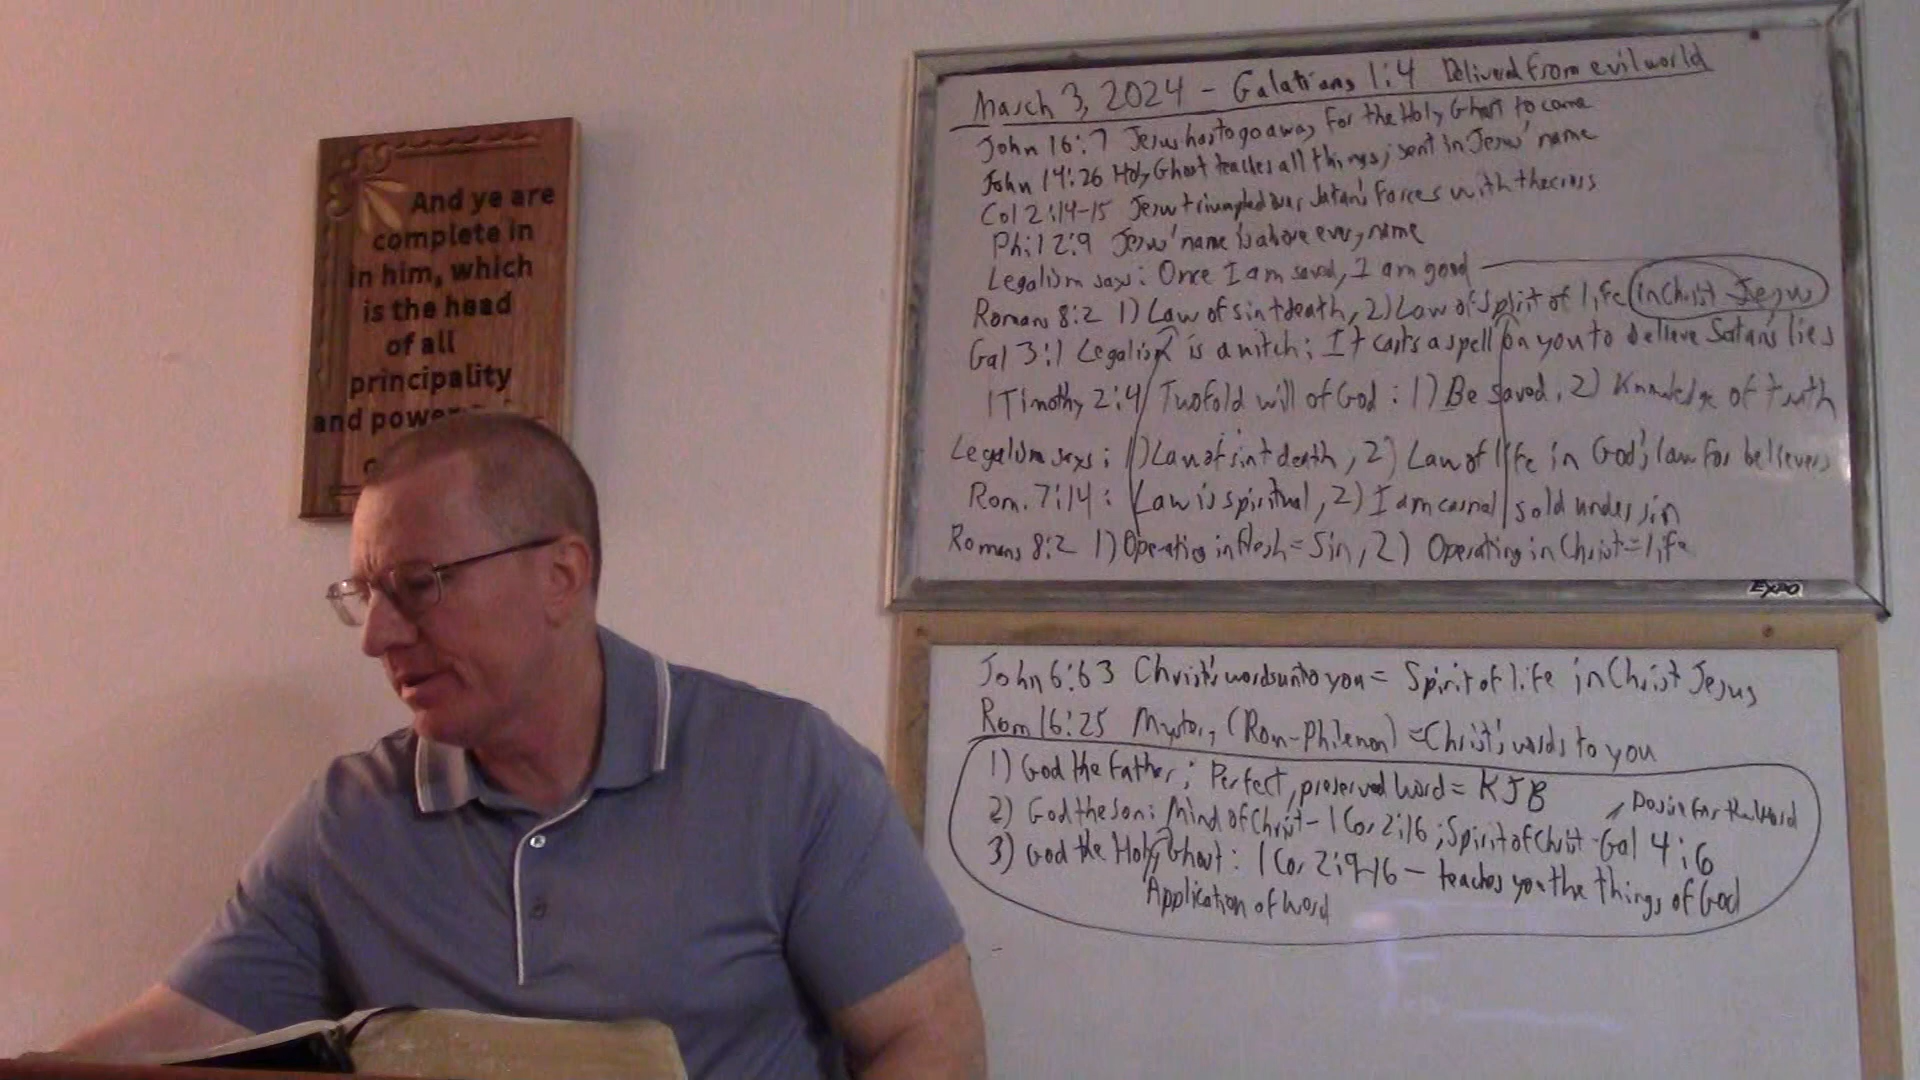 And ye are
complete in
in him, which
is the head
of all
principality
and power
March 3, 2024 - Galatians 1:4 Delivered from evil world
John 16:7 Jesus has to go away for the Holy Ghost to come
John 14:26 Holy Ghost teaches all things; sent in Jesus' name
Col 2:14-15 Jesus triumphed over Satan's forces with the cross
Phil 2:9 Jesus' name is above every name
Legalism says: Once I am saved, I am good
Romans 8:2 1) Law of sin + death, 2) Law of Spirit of life in Christ Jesus
Gal 3:1 Legalism is a witch: It casts a spell on you to believe Satan's lies
1 Timothy 2:4 Twofold will of God: 1) Be saved, 2) Knowledge of truth
Legalism says: 1) Law of sin + death, 2) Law of life in God's law for believers
Rom. 7:14: Law is spiritual, 2) I am carnal sold under sin
Romans 8:2 1) Operating in flesh = Sin, 2) Operating in Christ = life
EXPO
John 6:63 Christ's words unto you = Spirit of life in Christ Jesus
Rom 16:25 Mystery (Rom-Philemon) = Christ's words to you
1) God the Father: Perfect, preserved word = KJB
Desire for the Word
2) God the Son: Mind of Christ - 1 Cor 2:16; Spirit of Christ - Gal 4:6
3) God the Holy Ghost: 1 Cor 2:9-16 - teaches you the things of God
Application of word